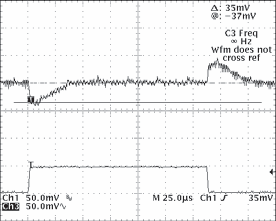 Δ: 35mV
@: -37mV
C3 Freq
∞ Hz
Wfm does not
cross ref
T
Ch1 50.0mV M 25.0µs Ch1 35mV
Ch3 50.0mV